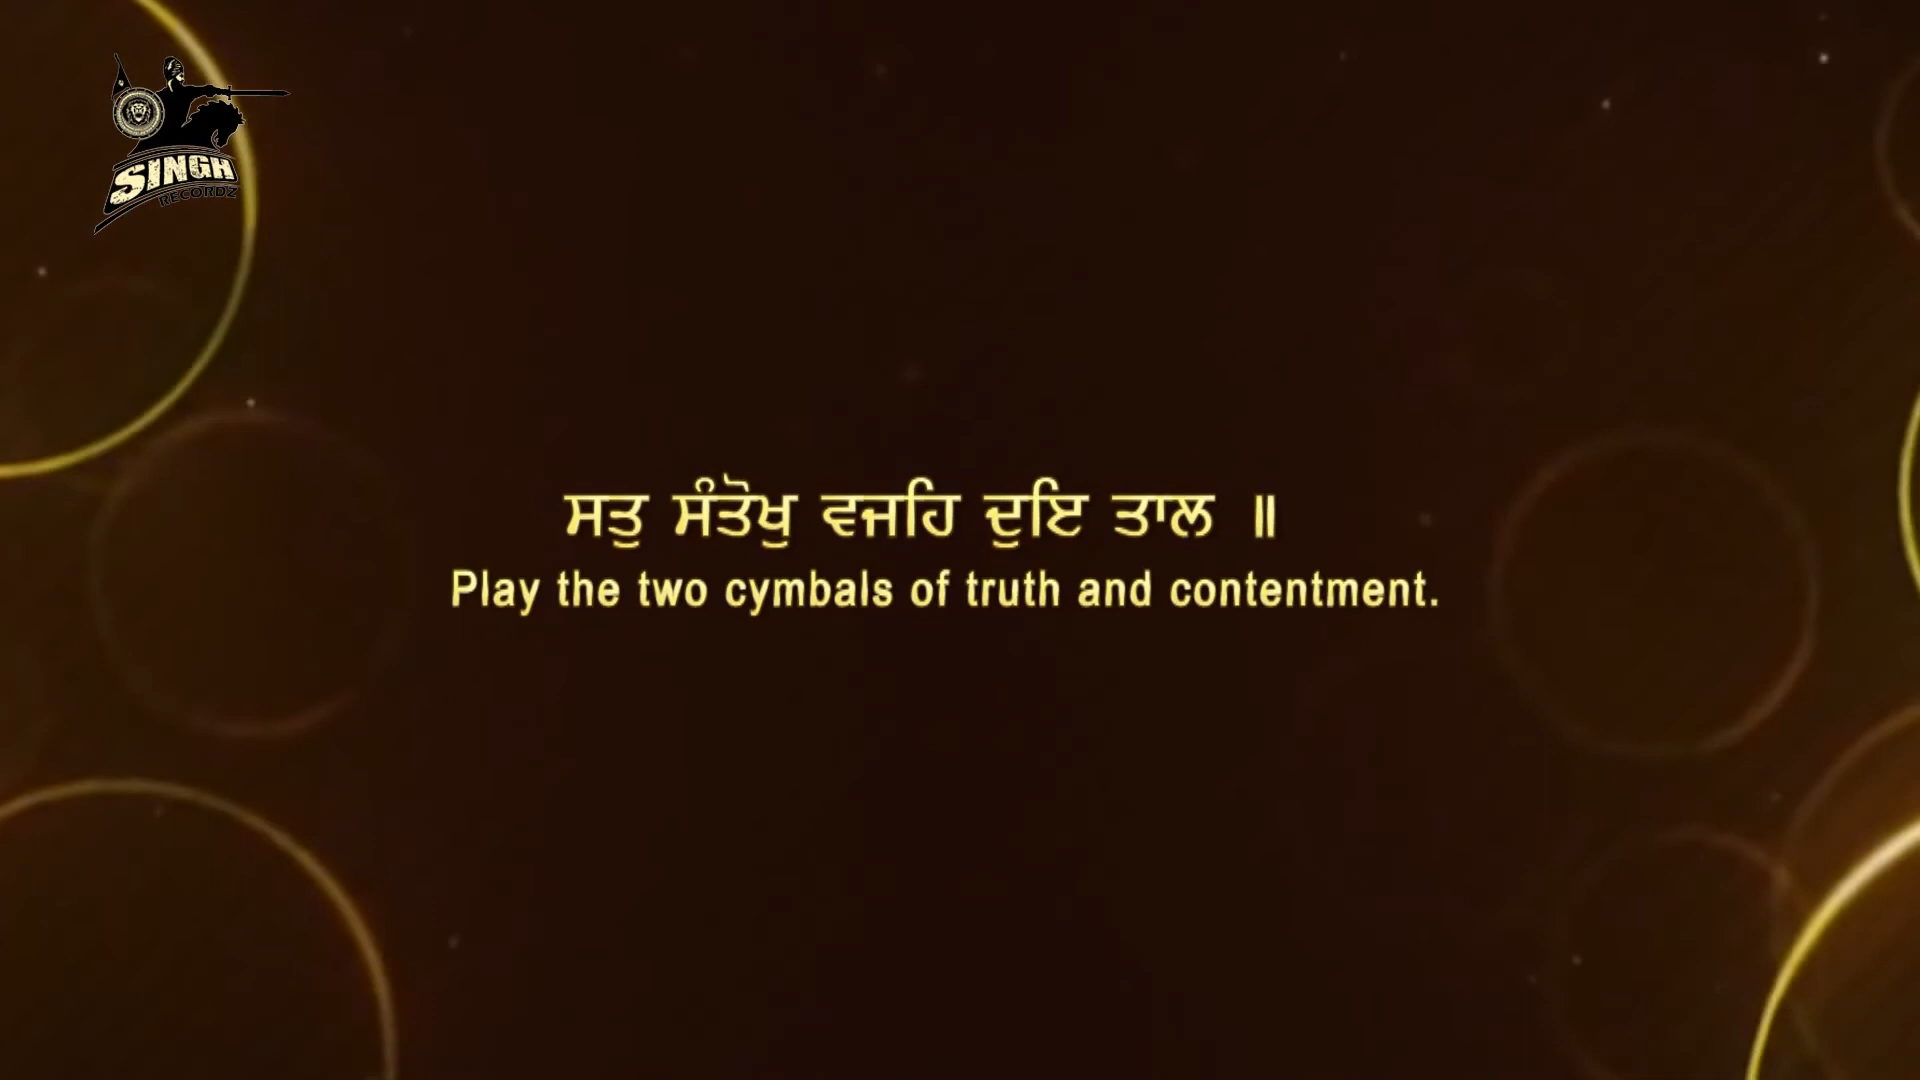 SINGH
RECORDZ
ਸਤੁ ਸੰਤੋਖੁ ਵਜਹਿ ਦੁਇ ਤਾਲ ॥
Play the two cymbals of truth and contentment.